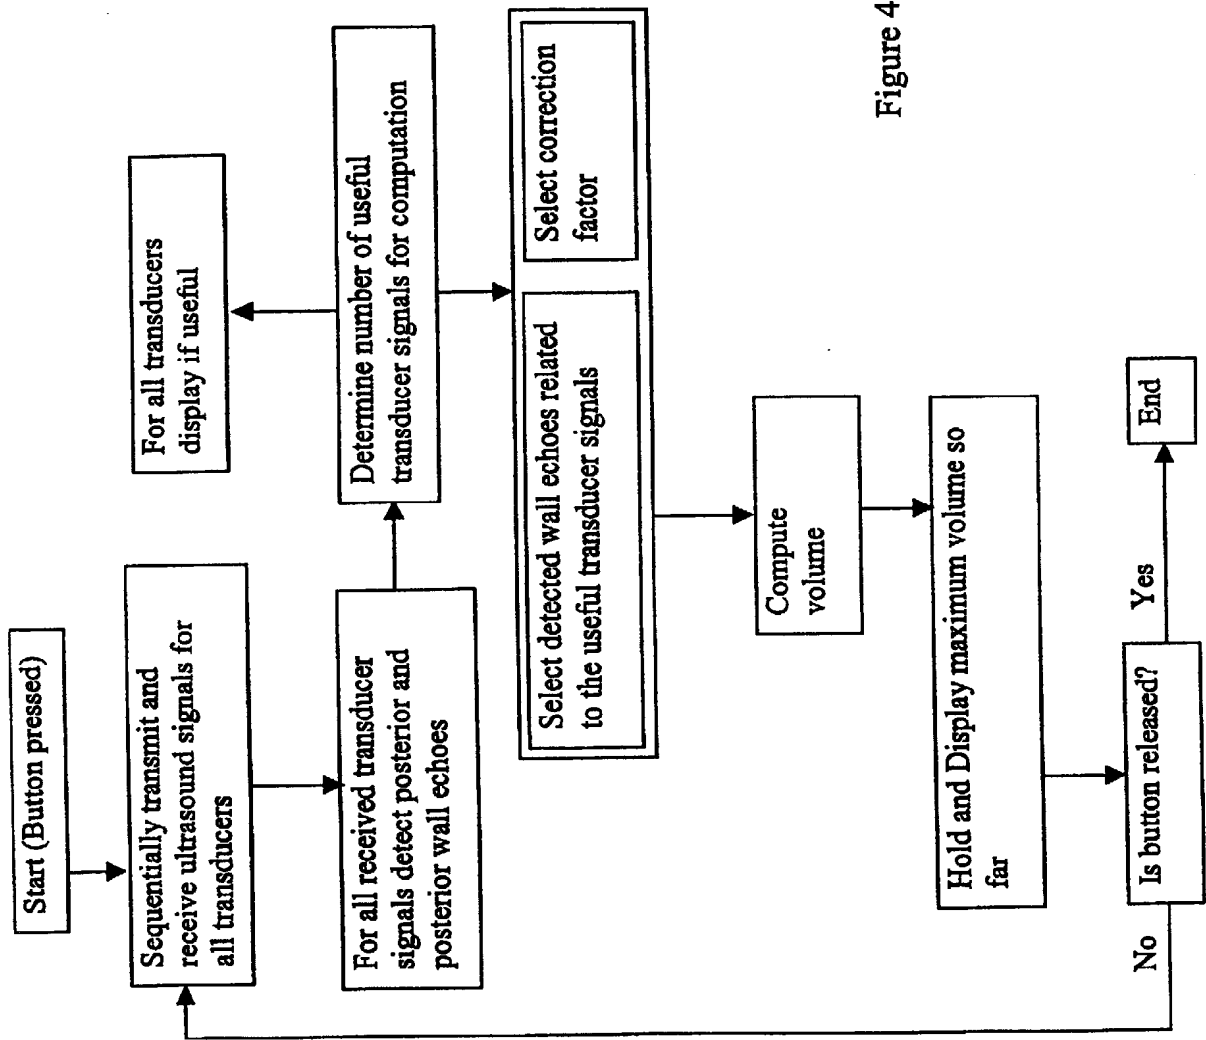 Start (Button pressed)
Sequentially transmit and
receive ultrasound signals for
all transducers
For all received transducer
signals detect posterior and
posterior wall echoes
For all transducers
display if useful
Determine number of useful
transducer signals for computation
Select detected wall echoes related
to the useful transducer signals
Select correction
factor
Compute
volume
Hold and Display maximum volume so
far
Is button released?
No
Yes
End
Figure 4